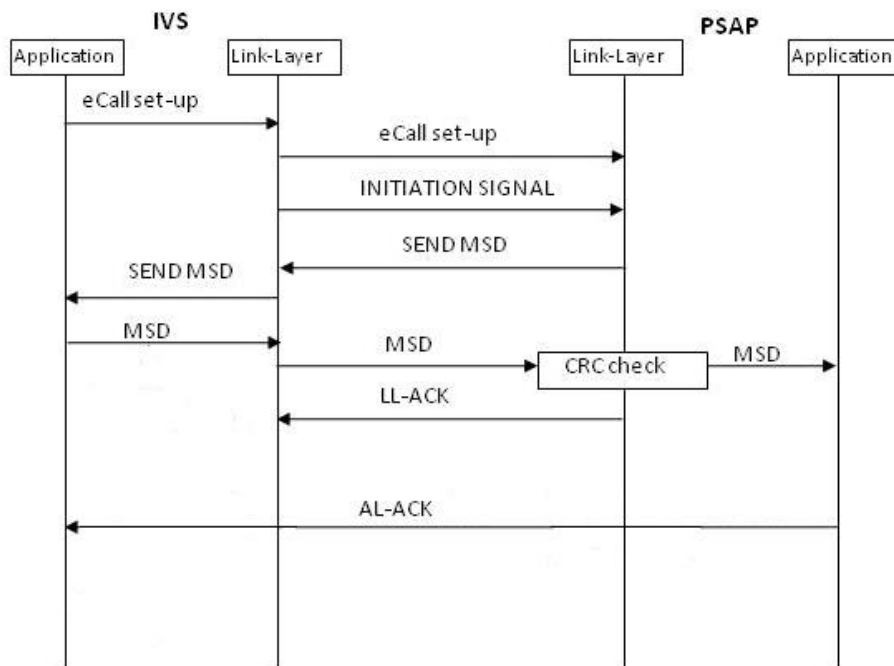 IVS
PSAP
Application
Link-Layer
Link-Layer
Application
eCall set-up
eCall set-up
INITIATION SIGNAL
SEND MSD
SEND MSD
MSD
MSD
CRC check
MSD
LL-ACK
AL-ACK